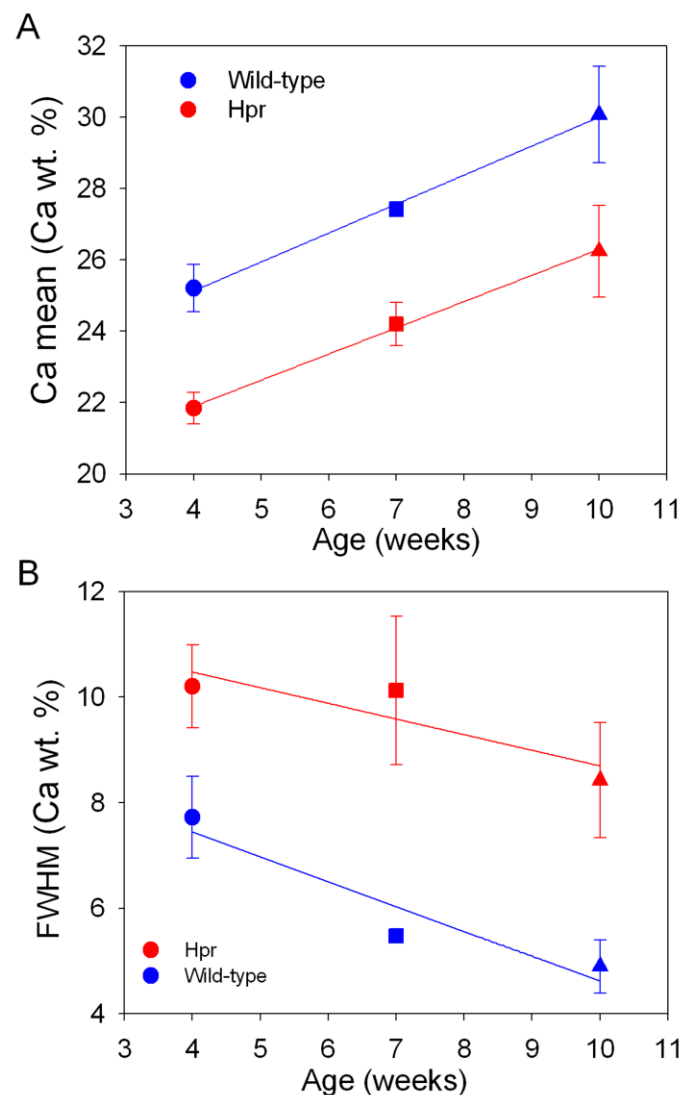 A
32
30
28
26
24
22
20
Ca mean (Ca wt. %)
Wild-type
Hpr
3 4 5 6 7 8 9 10 11
Age (weeks)
B
12
10
8
6
4
FWHM (Ca wt. %)
Hpr
Wild-type
3 4 5 6 7 8 9 10 11
Age (weeks)